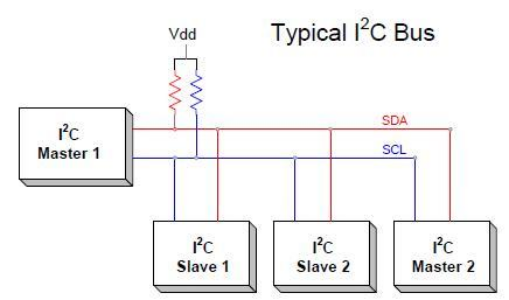 Typical I²C Bus
Vdd
SDA
SCL
I²C
Master 1
I²C
Slave 1
I²C
Slave 2
I²C
Master 2